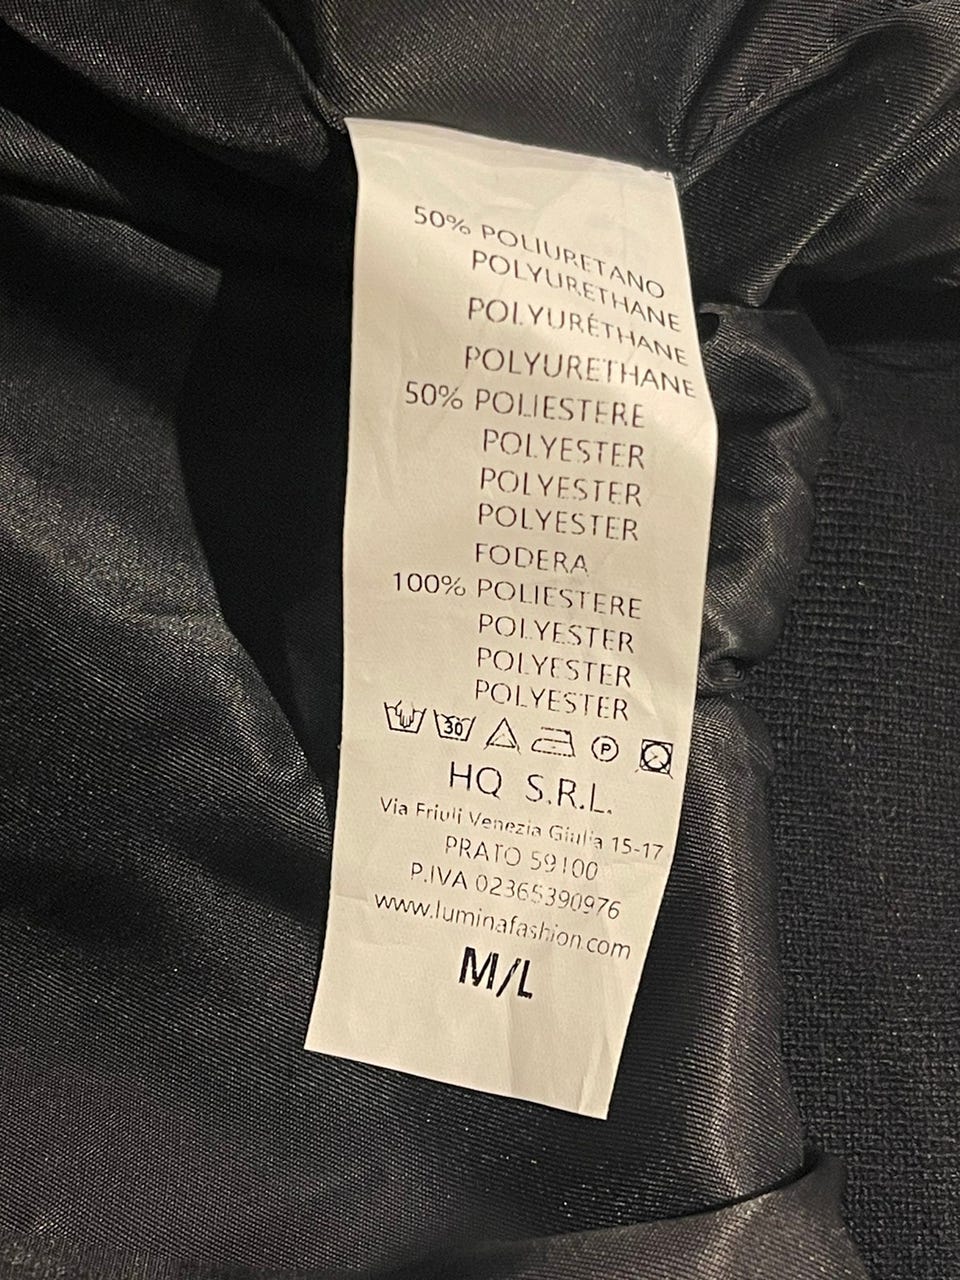 50% POLIURETANO
POLYURETHANE
POLYURÉTHANE
POLYURETHANE
50% POLIESTERE
POLYESTER
POLYESTER
POLYESTER
FODERA
100% POLIESTERE
POLYESTER
POLYESTER
POLYESTER
30 P
HQ S.R.L.
Via Friuli Venezia Giulia 15-17
PRATO 59100
P.IVA 02365390976
www.luminafashion.com
M/L